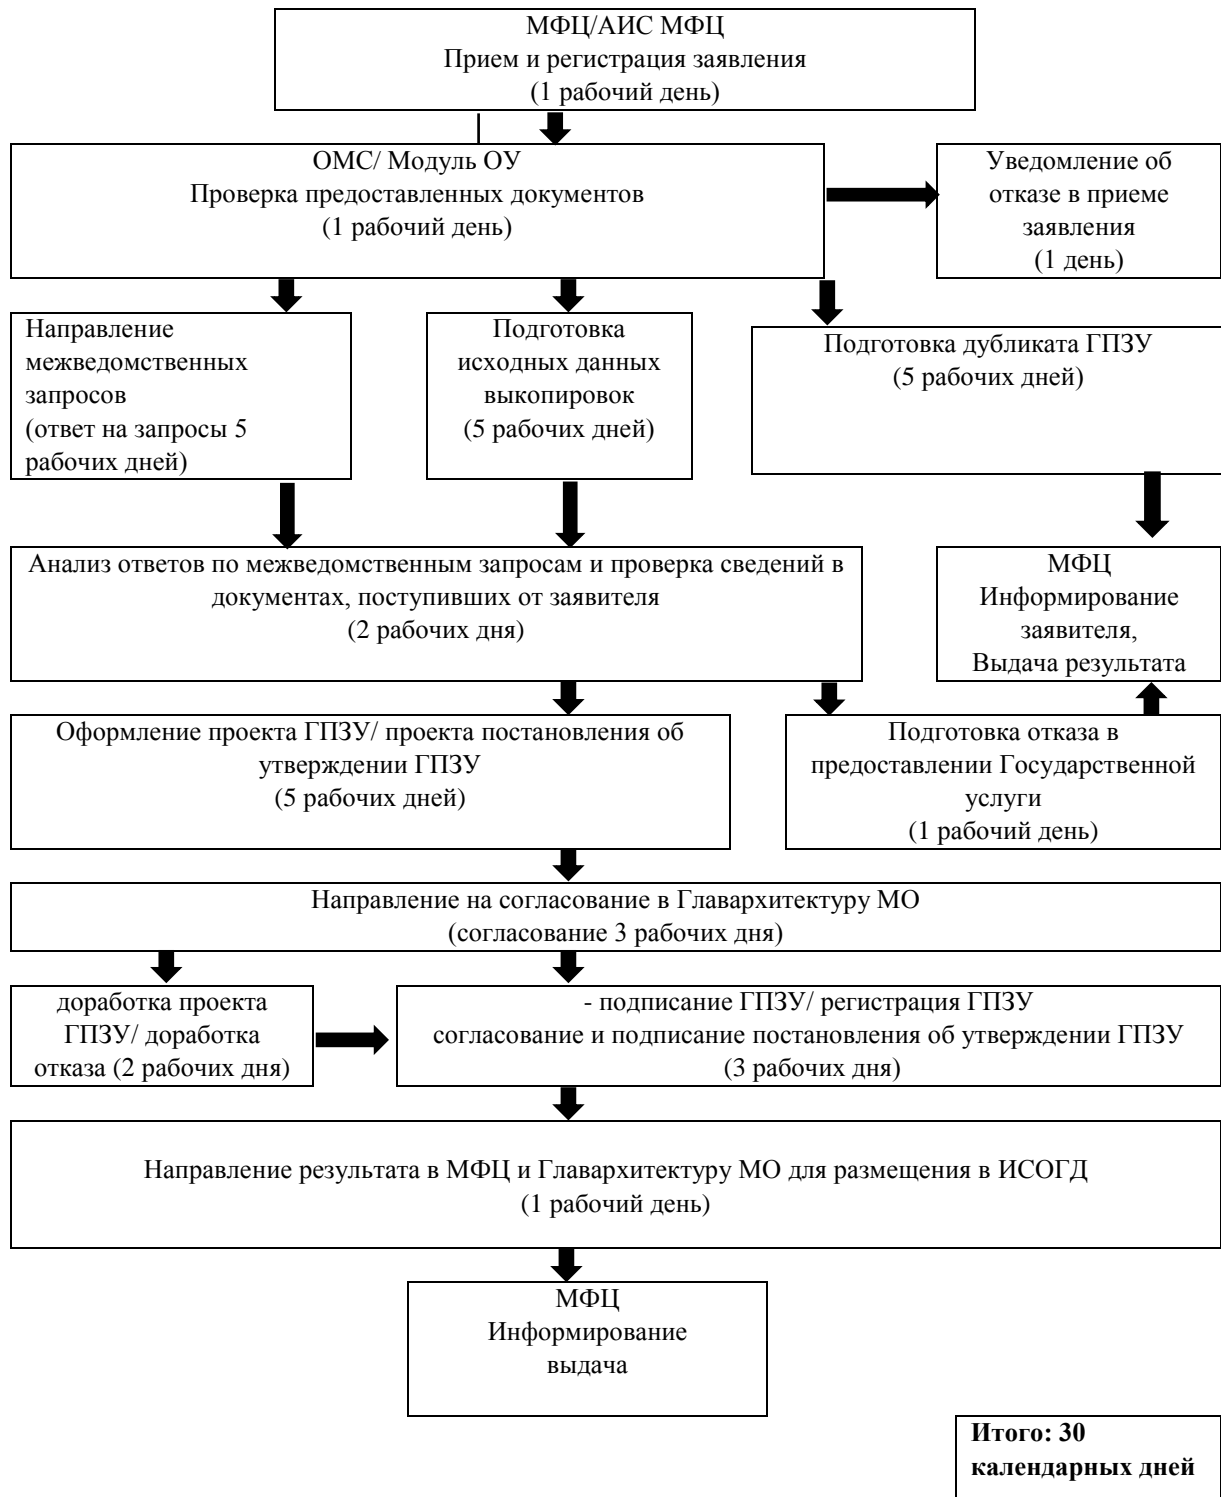 МФЦ/АИС МФЦ
Прием и регистрация заявления
(1 рабочий день)
ОМС/ Модуль ОУ
Проверка предоставленных документов
(1 рабочий день)
Уведомление об
отказе в приеме
заявления
(1 день)
Направление
межведомственных
запросов
(ответ на запросы 5
рабочих дней)
Подготовка
исходных данных
выкопировок
(5 рабочих дней)
Подготовка дубликата ГПЗУ
(5 рабочих дней)
Анализ ответов по межведомственным запросам и проверка сведений в
документах, поступивших от заявителя
(2 рабочих дня)
МФЦ
Информирование
заявителя,
Выдача результата
Оформление проекта ГПЗУ/ проекта постановления об
утверждении ГПЗУ
(5 рабочих дней)
Подготовка отказа в
предоставлении Государственной
услуги
(1 рабочий день)
Направление на согласование в Главархитектуру МО
(согласование 3 рабочих дня)
доработка проекта
ГПЗУ/ доработка
отказа (2 рабочих дня)
- подписание ГПЗУ/ регистрация ГПЗУ
согласование и подписание постановления об утверждении ГПЗУ
(3 рабочих дня)
Направление результата в МФЦ и Главархитектуру МО для размещения в ИСОГД
(1 рабочий день)
МФЦ
Информирование
выдача
Итого: 30
календарных дней